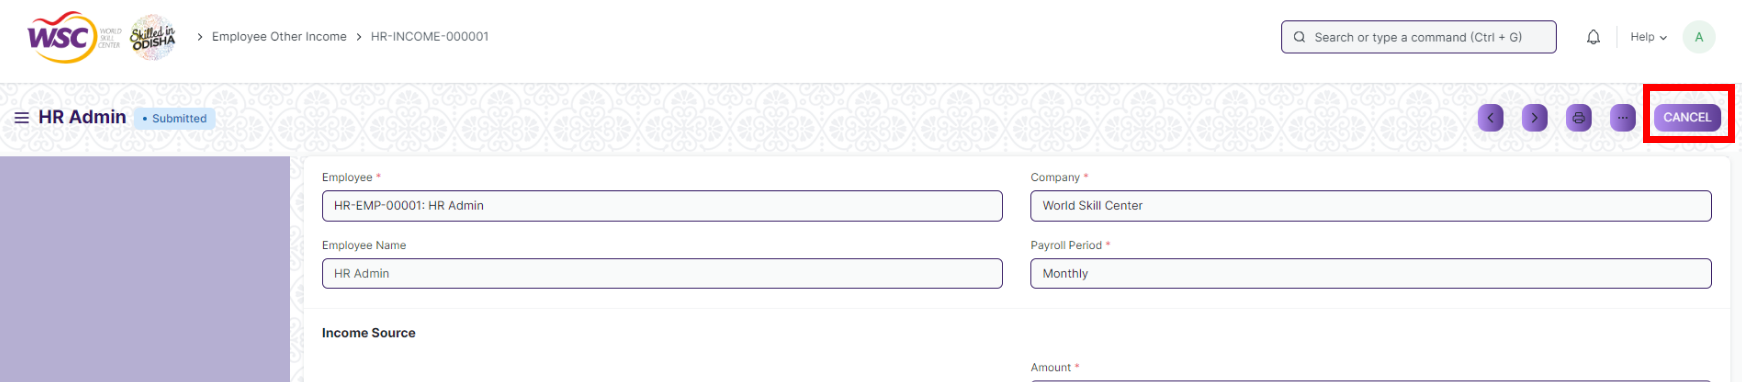 WSC WORLD SKILL CENTER
Skilled in ODISHA
Employee Other Income HR-INCOME-000001
Search or type a command (Ctrl + G)
Help
A
HR Admin • Submitted
CANCEL
Employee *
HR-EMP-00001: HR Admin
Company *
World Skill Center
Employee Name
HR Admin
Payroll Period *
Monthly
Income Source
Amount *